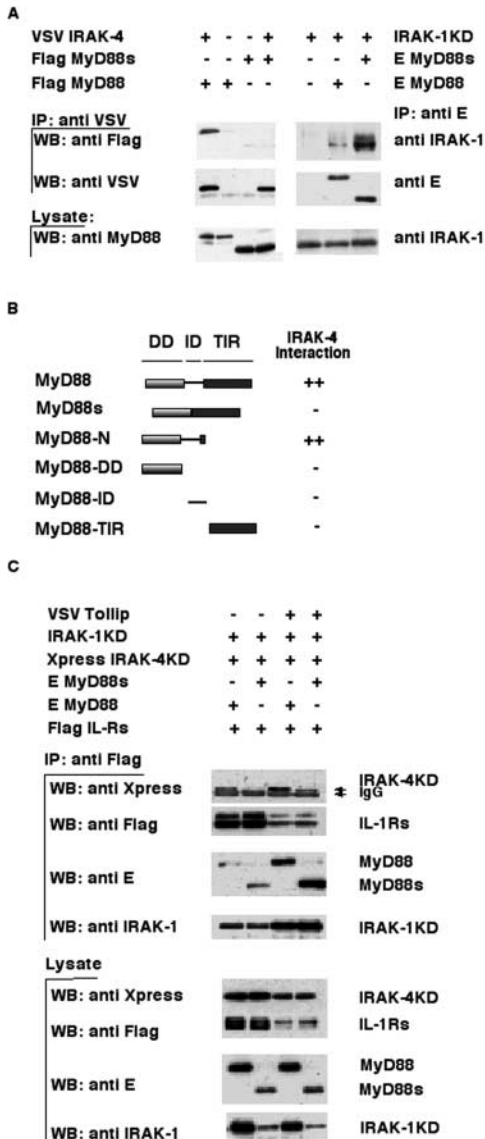 A
VSV IRAK-4 + - - + + + + IRAK-1KD
Flag MyD88s - - + + - - + E MyD88s
Flag MyD88 + + - - - + - E MyD88
IP: anti VSV IP: anti E
WB: anti Flag anti IRAK-1
WB: anti VSV anti E
Lysate:
WB: anti MyD88 anti IRAK-1
B
DD ID TIR IRAK-4
Interaction
MyD88 ++
MyD88s -
MyD88-N ++
MyD88-DD -
MyD88-ID -
MyD88-TIR -
C
VSV Tollip - - + +
IRAK-1KD + + + +
Xpress IRAK-4KD + + + +
E MyD88s - + - +
E MyD88 + - + -
Flag IL-Rs + + + +
IP: anti Flag
WB: anti Xpress IRAK-4KD
IgG
WB: anti Flag IL-1Rs
WB: anti E MyD88
MyD88s
WB: anti IRAK-1 IRAK-1KD
Lysate
WB: anti Xpress IRAK-4KD
WB: anti Flag IL-1Rs
WB: anti E MyD88
MyD88s
WB: anti IRAK-1 IRAK-1KD